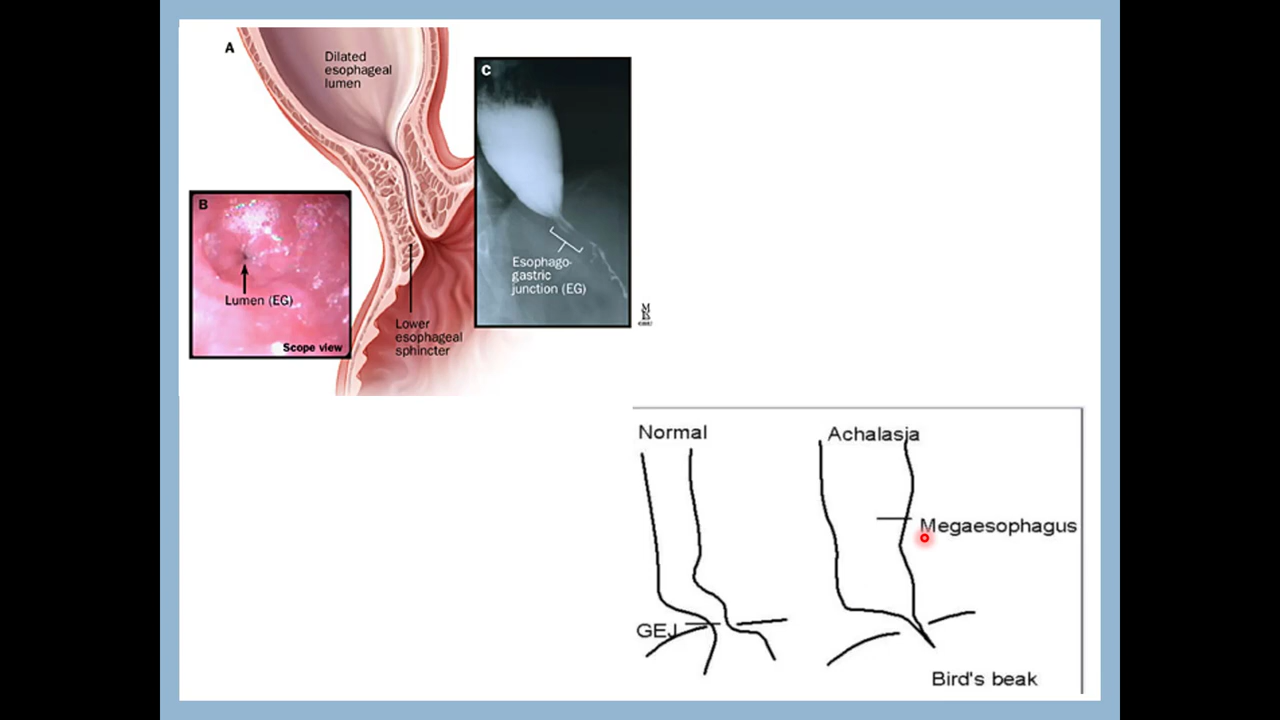 A
Dilated
esophageal
lumen
C
B
Esophago-
gastric
junction (EG)
Lumen (EG)
Lower
esophageal
sphincter
Scope view
Normal
Achalasia
Megaesophagus
GEJ
Bird's beak